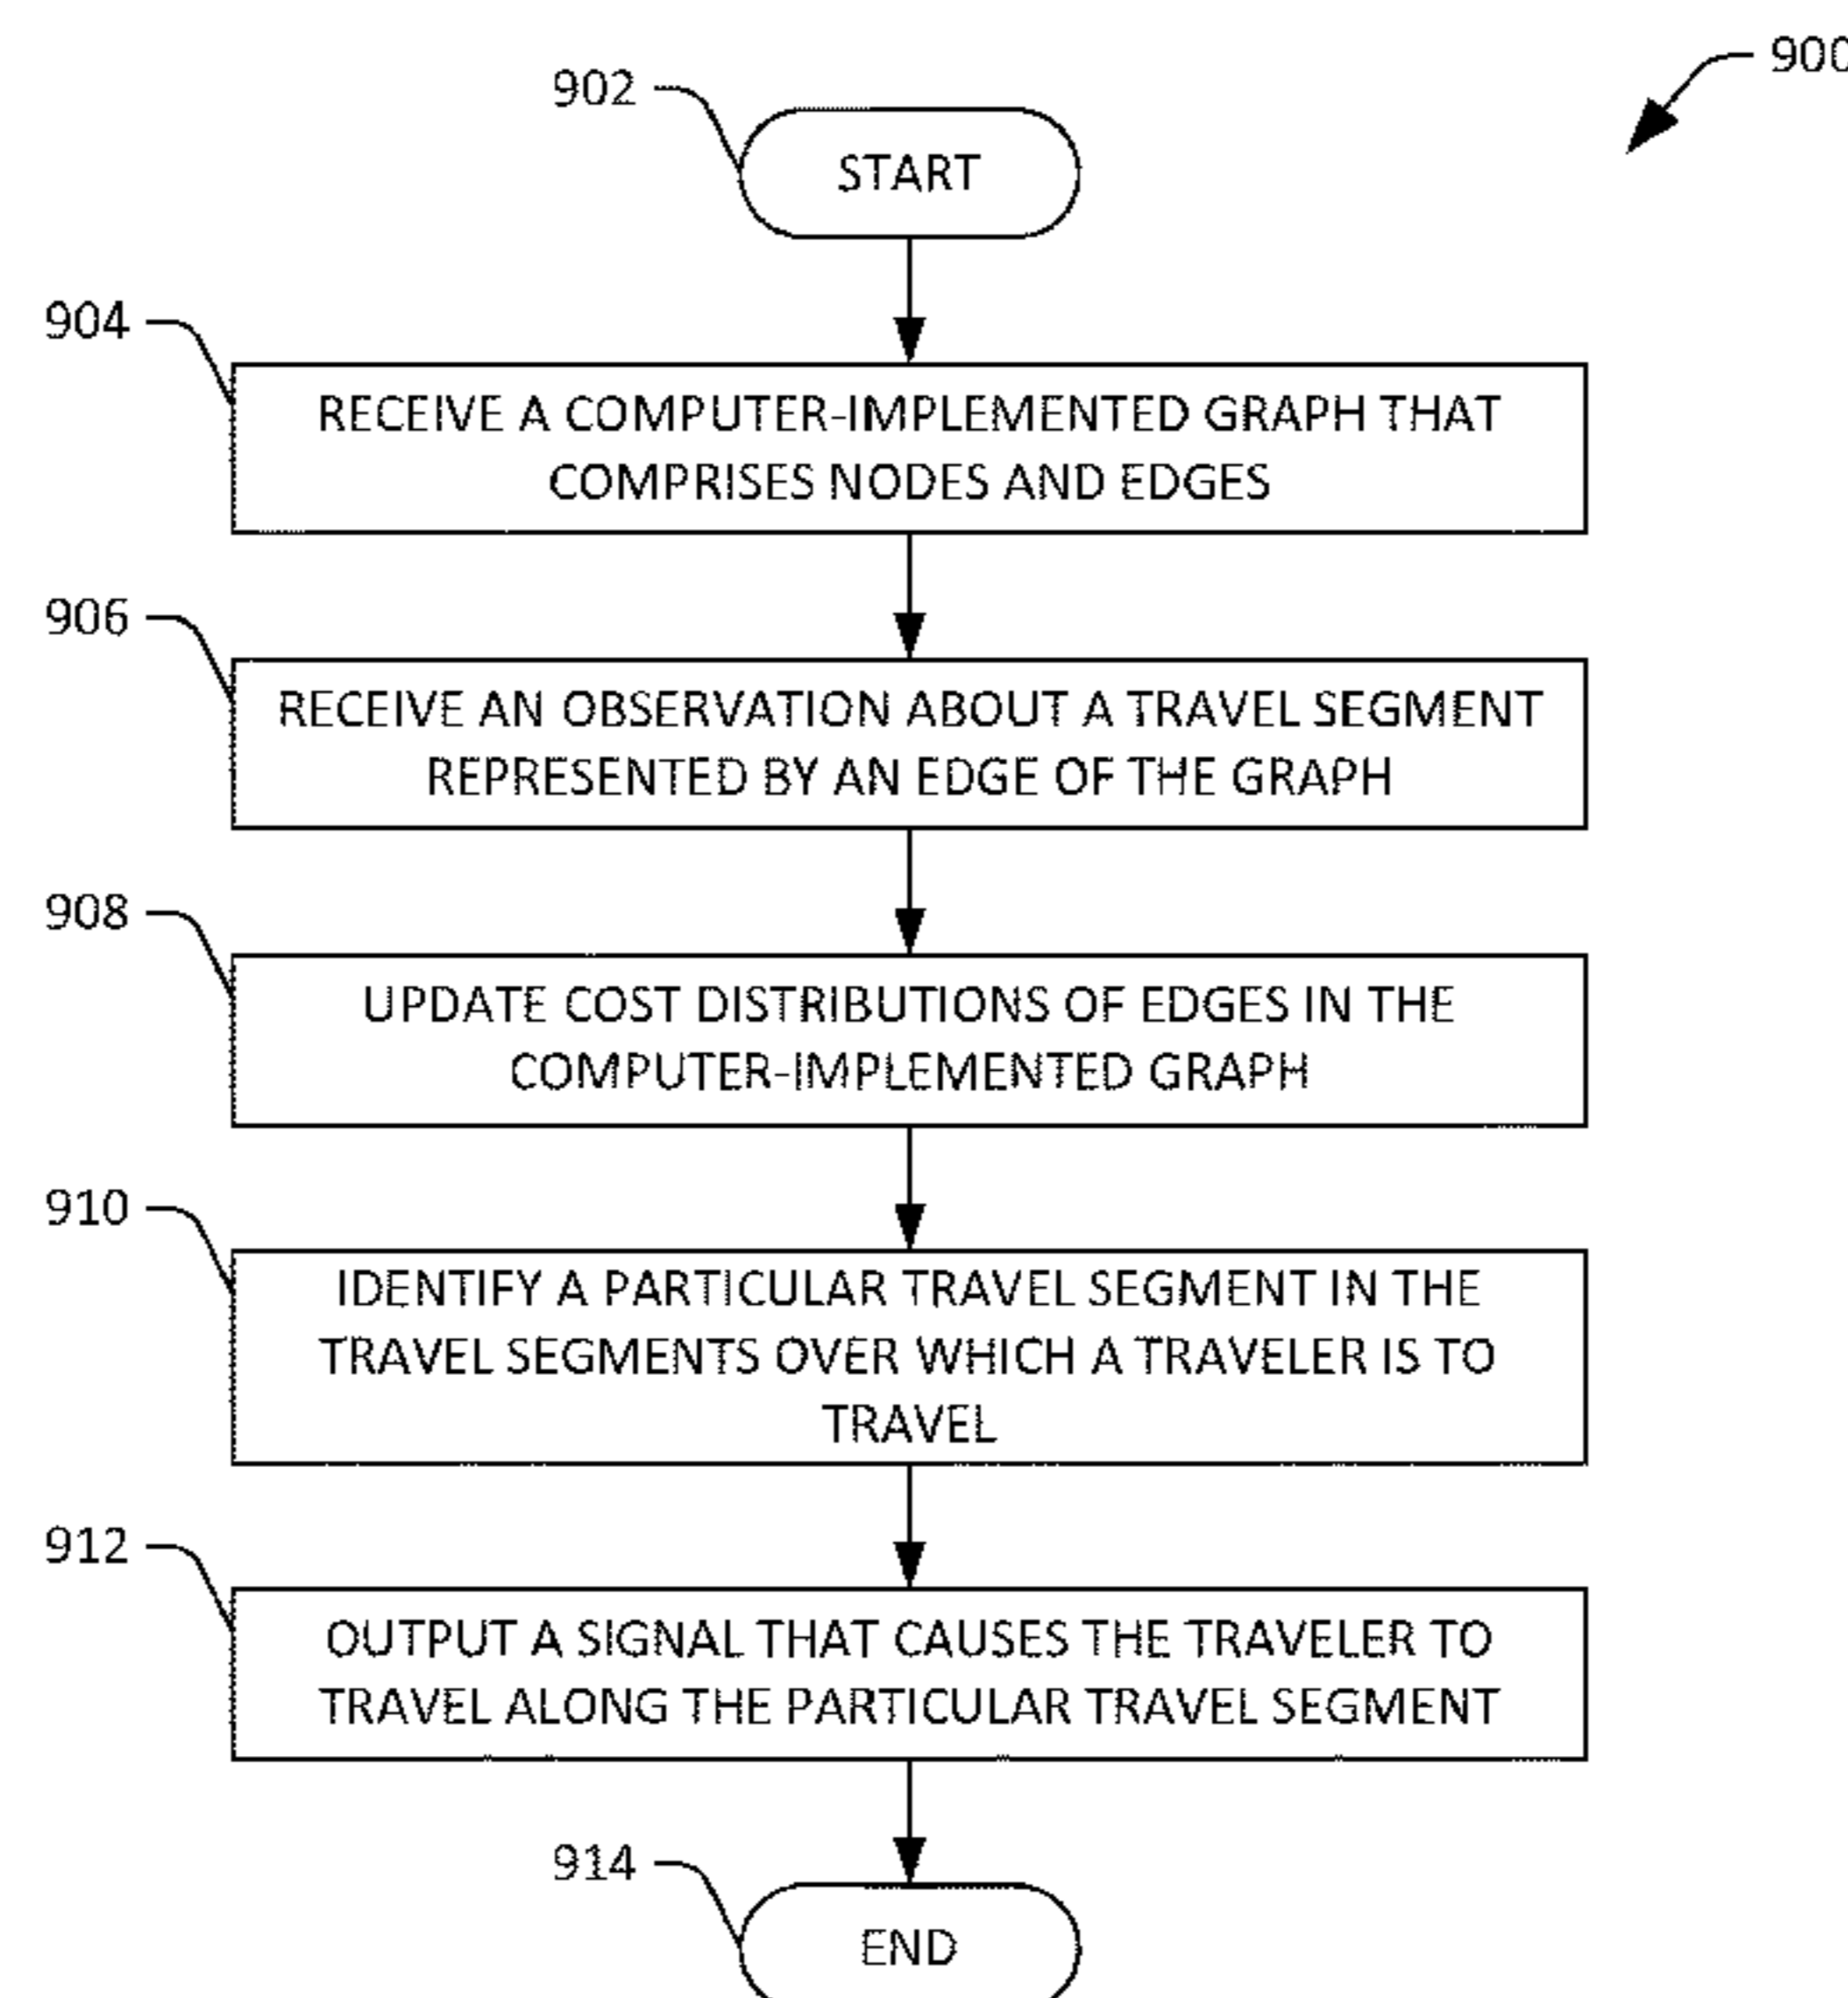 900
902
START
904
RECEIVE A COMPUTER-IMPLEMENTED GRAPH THAT
COMPRISES NODES AND EDGES
906
RECEIVE AN OBSERVATION ABOUT A TRAVEL SEGMENT
REPRESENTED BY AN EDGE OF THE GRAPH
908
UPDATE COST DISTRIBUTIONS OF EDGES IN THE
COMPUTER-IMPLEMENTED GRAPH
910
IDENTIFY A PARTICULAR TRAVEL SEGMENT IN THE
TRAVEL SEGMENTS OVER WHICH A TRAVELER IS TO
TRAVEL
912
OUTPUT A SIGNAL THAT CAUSES THE TRAVELER TO
TRAVEL ALONG THE PARTICULAR TRAVEL SEGMENT
914
END